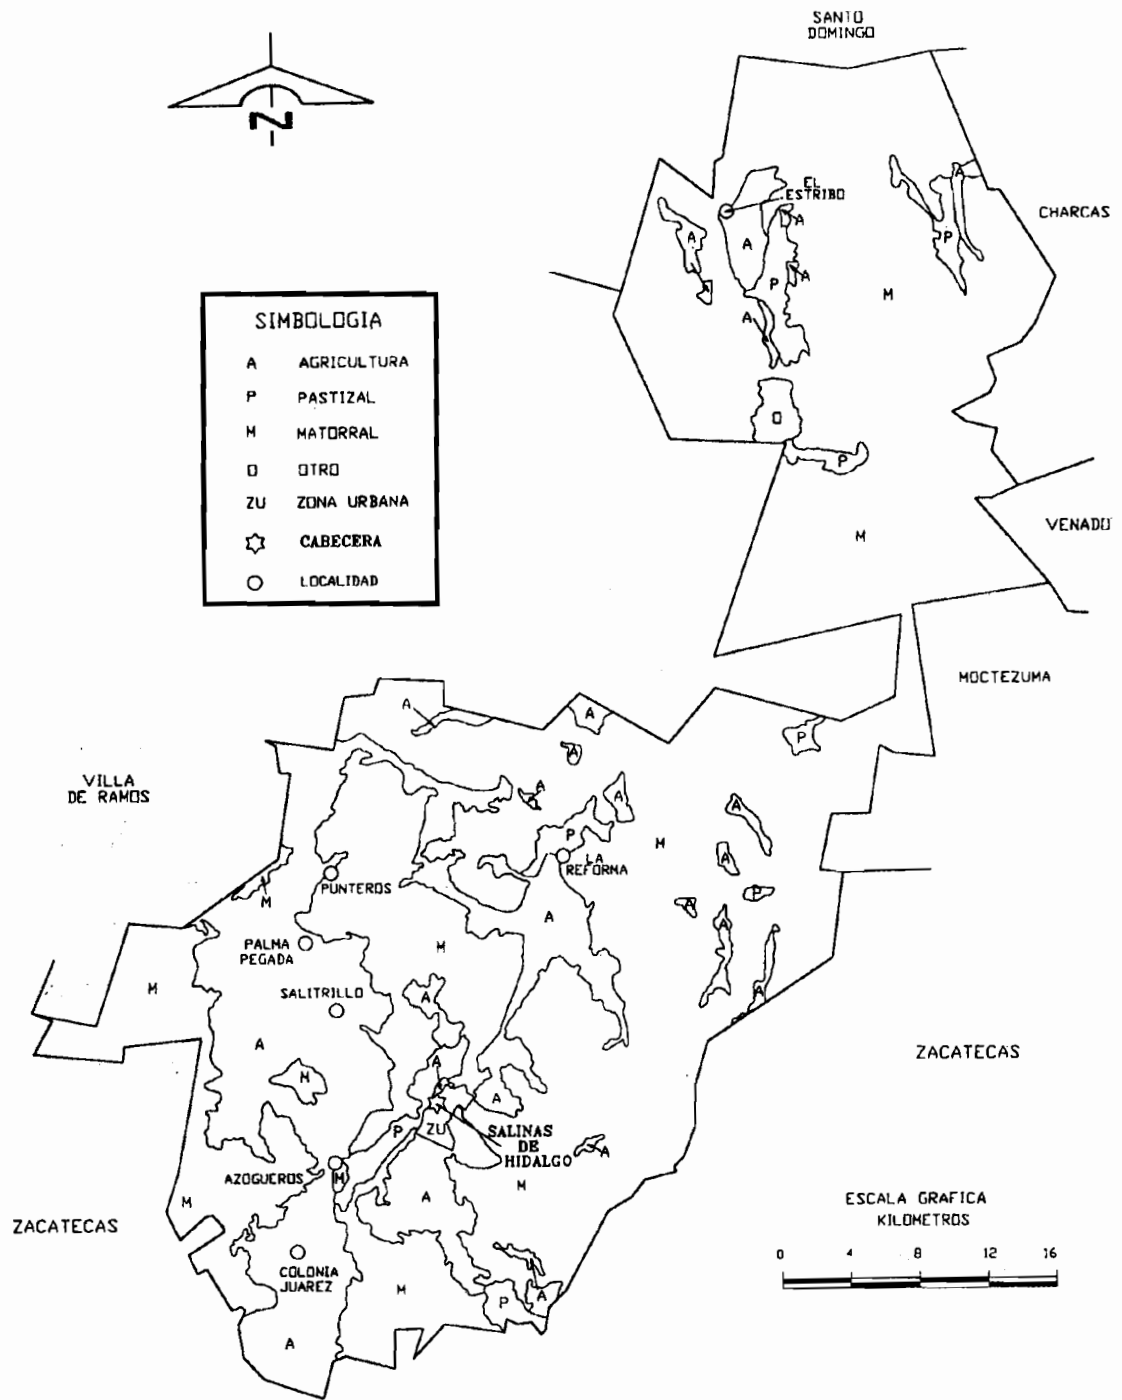 SANTO
DOMINGO
N
EL
ESTRIBO
A
P
CHARCAS
A
A
A
P
A
P
A
M
A
SIMBOLOGIA
A AGRICULTURA
P PASTIZAL
M MATORRAL
O OTRO
ZU ZONA URBANA
CABECERA
LOCALIDAD
O
P
M
VENADO
MOCTEZUMA
A
A
P
A
VILLA
DE RAMOS
A
A
A
P
M
LA
REFORMA
A
PUNTEROS
P
M
A
A
A
PALMA
PEGADA
M
M
SALITRILLO
A
A
A
ZACATECAS
A
M
A
P
ZU
SALINAS
DE
HIDALGO
A
AZOGUEROS
M
M
A
M
ZACATECAS
ESCALA GRAFICA
KILOMETROS
0 4 8 12 16
COLONIA
JUAREZ
M
P
A
A